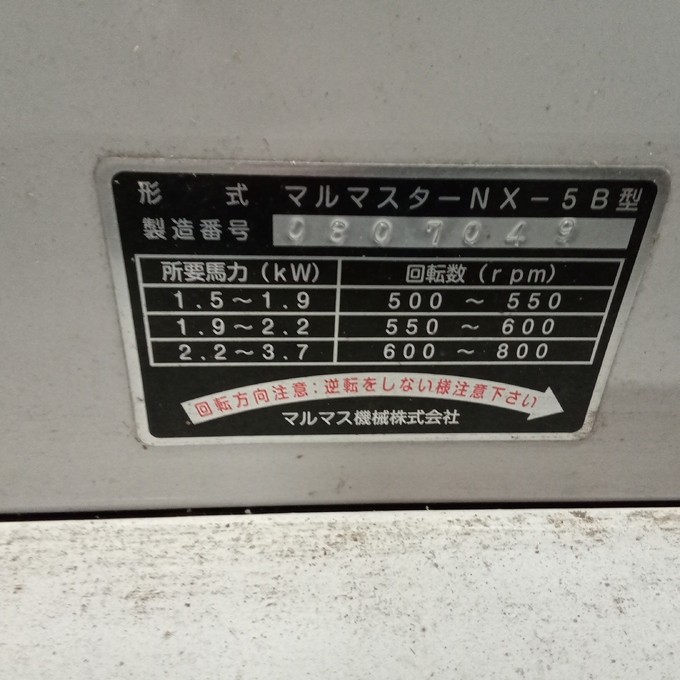 形式 マルマスターNX-5B型
製造番号 0807049
所要馬力(kW) 回転数(rpm)
1.5～1.9 500～550
1.9～2.2 550～600
2.2～3.7 600～800
回転方向注意:逆転をしない様注意下さい
マルマス機械株式会社